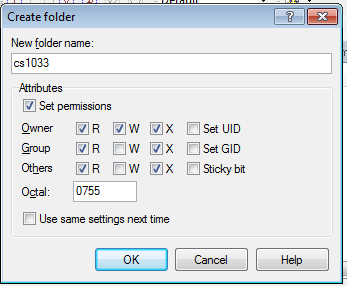 Default
Create folder
New folder name:
cs1033
Attributes
Set permissions
Owner R W X Set UID
Group R W X Set GID
Others R W X Sticky bit
Octal: 0755
Use same settings next time
OK Cancel Help